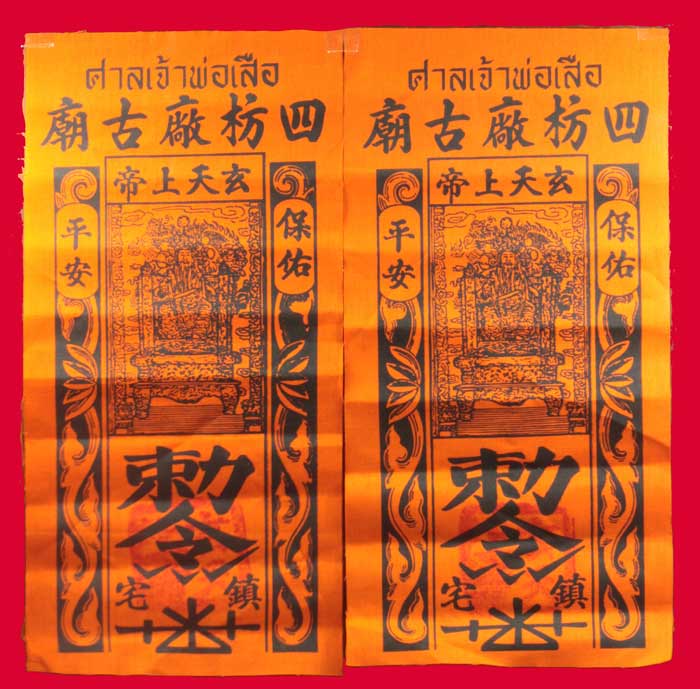 ศาลเจ้าพ่อเสือ
四枋廠古廟
玄天上帝
保佑
平安
勅令
鎮宅
ศาลเจ้าพ่อเสือ
四枋廠古廟
玄天上帝
保佑
平安
勅令
鎮宅